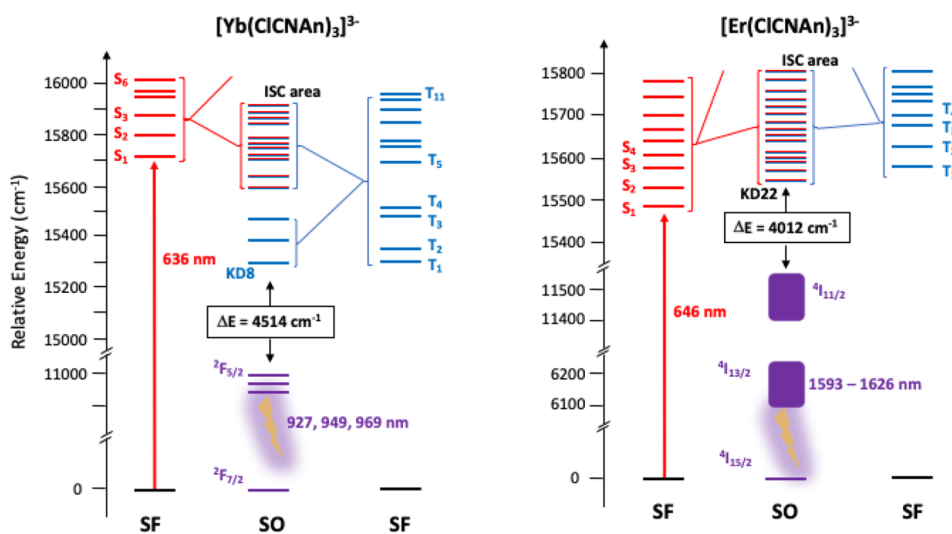 [Yb(ClCNAn)₃]³⁻
Relative Energy (cm⁻¹)
16000
15800
15600
15400
15200
15000
11000
0
S₆
S₃
S₂
S₁
636 nm
ISC area
KD8
ΔE = 4514 cm⁻¹
²F₅/₂
927, 949, 969 nm
²F₇/₂
T₁₁
T₅
T₄
T₃
T₂
T₁
SF
SO
SF
[Er(ClCNAn)₃]³⁻
15800
15700
15600
15500
15400
11500
11400
6200
6100
0
S₄
S₃
S₂
S₁
646 nm
ISC area
KD22
ΔE = 4012 cm⁻¹
⁴I₁₁/₂
⁴I₁₃/₂
1593 – 1626 nm
⁴I₁₅/₂
T
T
T
T
SF
SO
SF